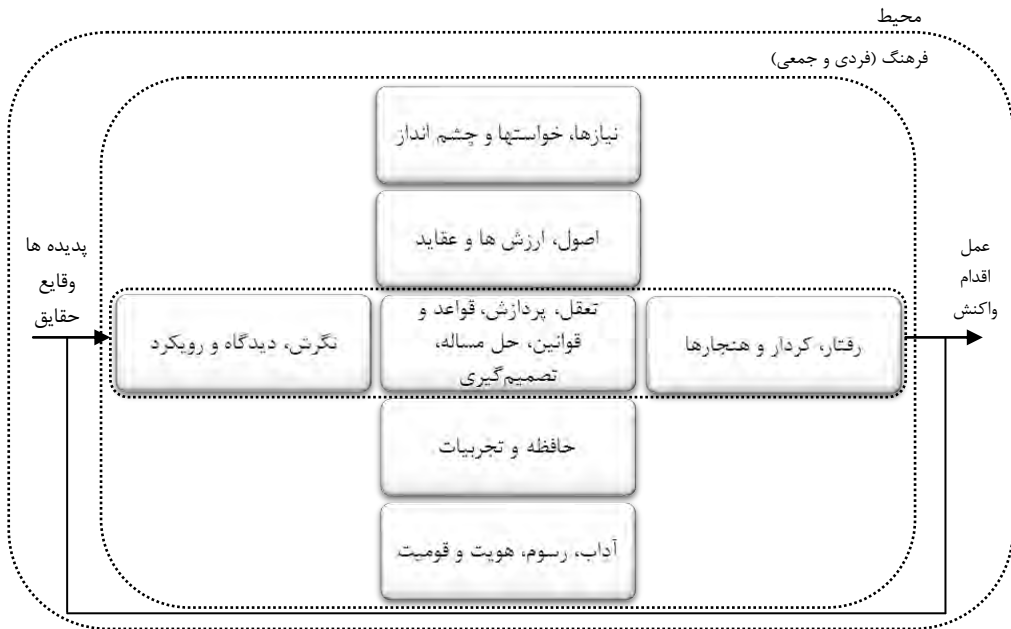 محیط
فرهنگ (فردی و جمعی)
نیازها، خواستها و چشم انداز
اصول، ارزش ها و عقاید
عمل
اقدام
واکنش
رفتار، کردار و هنجارها
تعقل، پردازش، قواعد و
قوانین، حل مساله،
تصمیم‌گیری
نگرش، دیدگاه و رویکرد
پدیده ها
وقایع
حقایق
حافظه و تجربیات
آداب، رسوم، هویت و قومیت